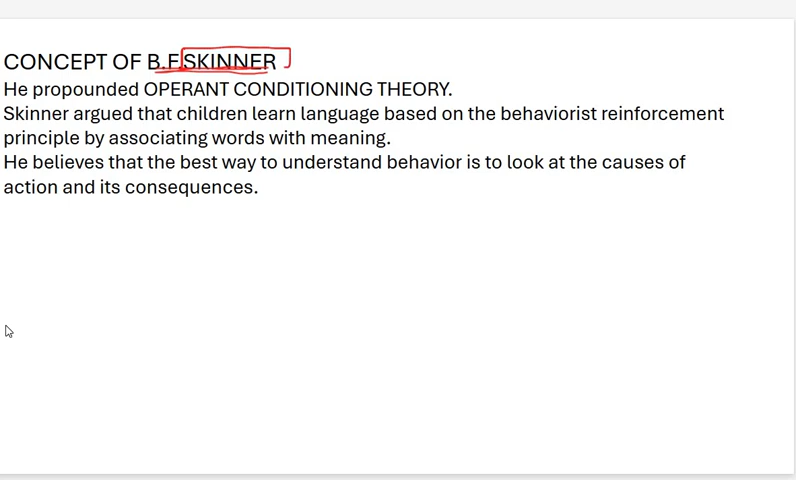 CONCEPT OF B.F.SKINNER
He propounded OPERANT CONDITIONING THEORY.
Skinner argued that children learn language based on the behaviorist reinforcement
principle by associating words with meaning.
He believes that the best way to understand behavior is to look at the causes of
action and its consequences.